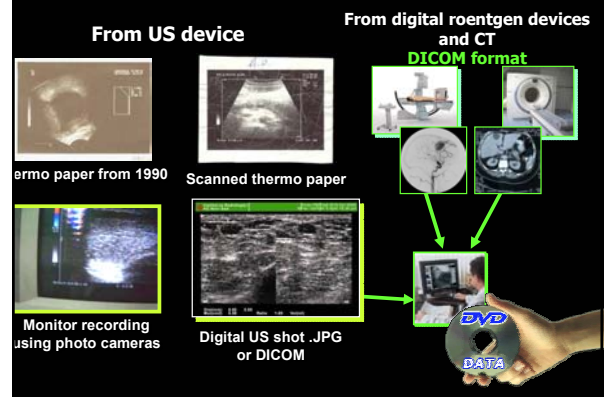 From US device
From digital roentgen devices
and CT
DICOM format
ermo paper from 1990
Scanned thermo paper
Monitor recording
using photo cameras
Digital US shot .JPG
or DICOM
DVD
DATA